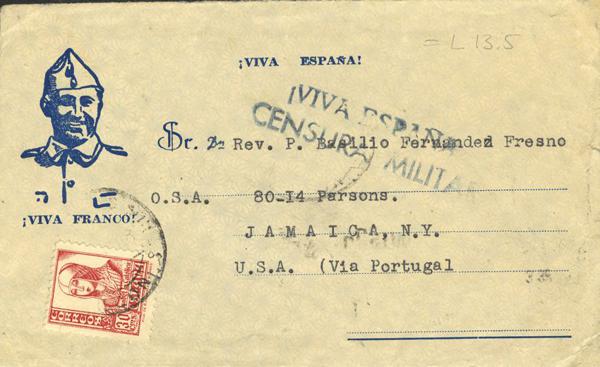 = L 13.5
¡VIVA ESPAÑA!
¡VIVA ESPAÑA
CENSURA MILITAR
Sr. D. Rev. P. Basilio Fernandez Fresno
O.S.A. 80-14 Parsons.
JAMAICA, N.Y.
U.S.A. (Via Portugal
¡VIVA FRANCO!
CORREOS
30